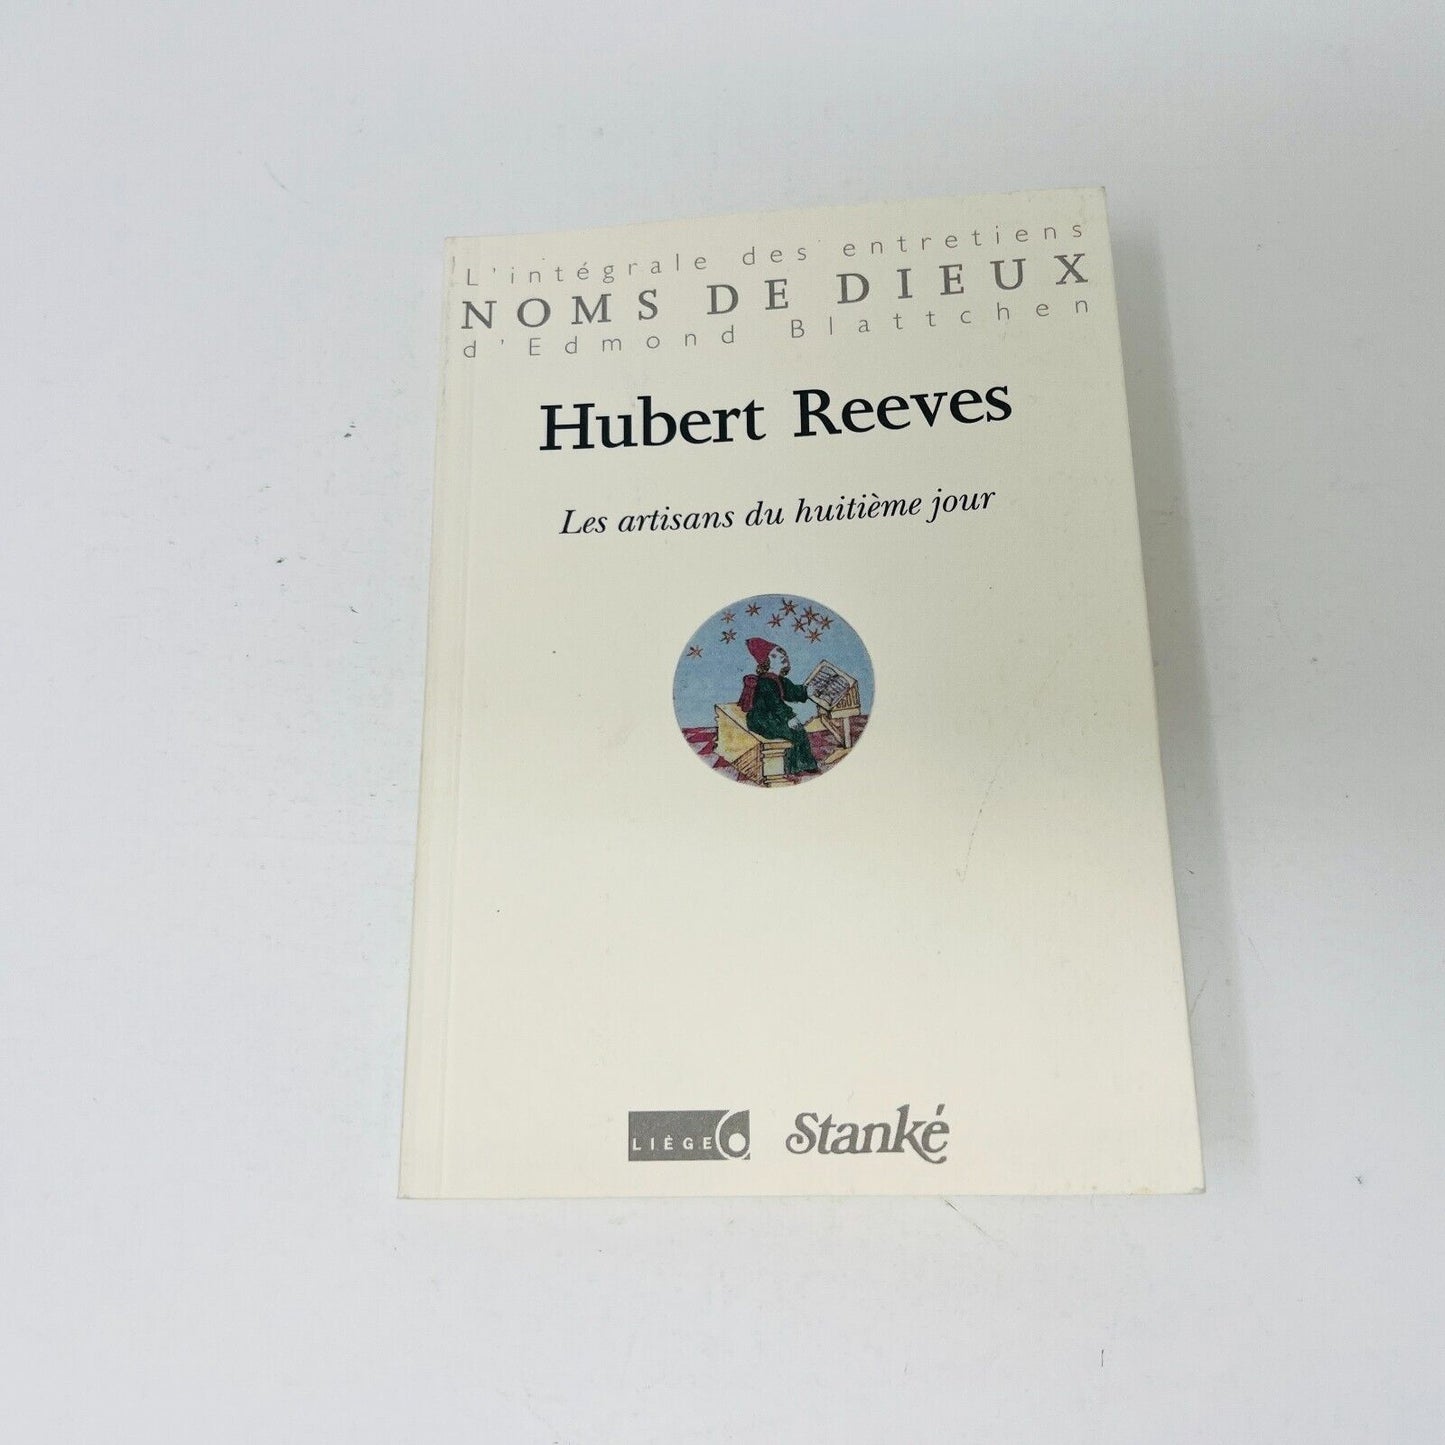 L'intégrale des entretiens
NOMS DE DIEUX
d'Edmond Blattchen
Hubert Reeves
Les artisans du huitième jour
LIÈGE
Stanké